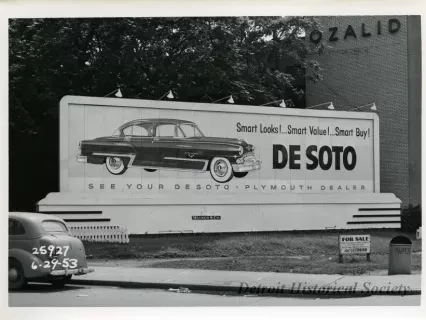 OZALID
Smart Looks!...Smart Value!...Smart Buy!
DE SOTO
SEE YOUR DESOTO-PLYMOUTH DEALER
FOR SALE
25927
6-29-53
Detroit Historical Society